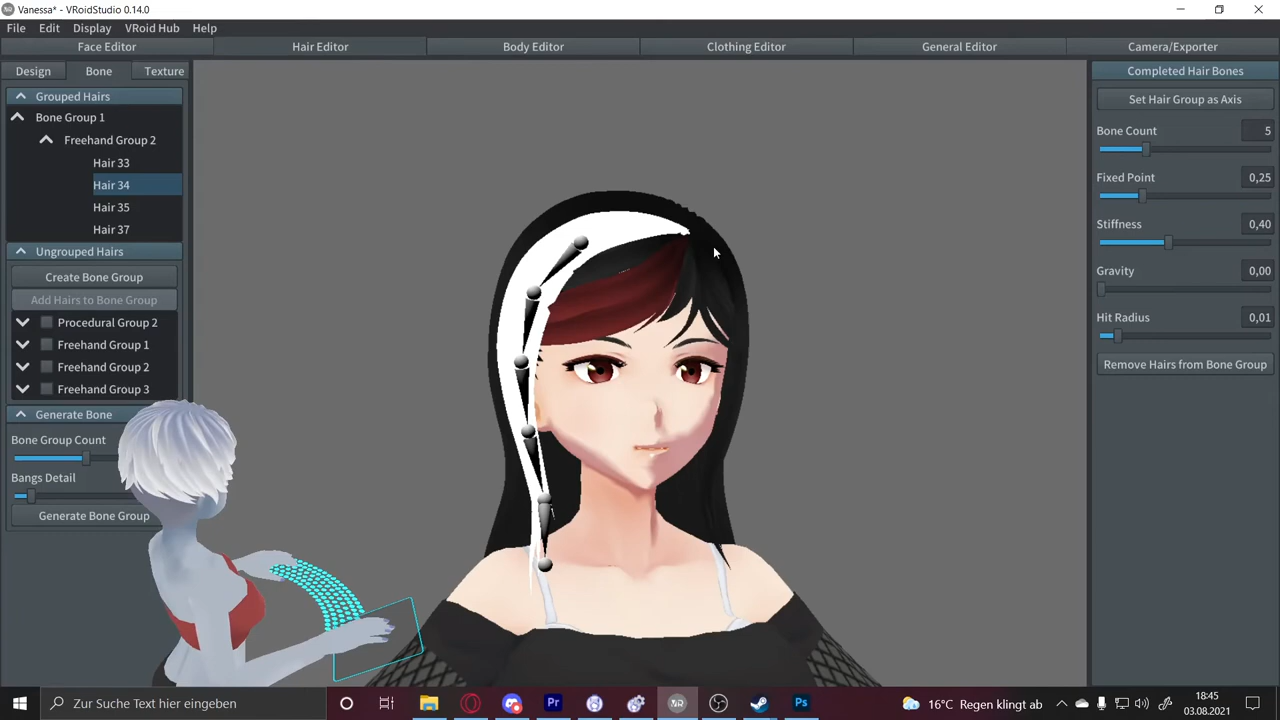 Vanessa* - VRoidStudio 0.14.0
File Edit Display VRoid Hub Help
Face Editor Hair Editor Body Editor Clothing Editor General Editor Camera/Exporter
Design Bone Texture
Grouped Hairs
Bone Group 1
Freehand Group 2
Hair 33
Hair 34
Hair 35
Hair 37
Ungrouped Hairs
Create Bone Group
Add Hairs to Bone Group
Procedural Group 2
Freehand Group 1
Freehand Group 2
Freehand Group 3
Generate Bone
Bone Group Count
Bangs Detail
Generate Bone Group
Completed Hair Bones
Set Hair Group as Axis
Bone Count 5
Fixed Point 0,25
Stiffness 0,40
Gravity 0,00
Hit Radius 0,01
Remove Hairs from Bone Group
Zur Suche Text hier eingeben
Pr
Ps
16°C Regen klingt ab
18:45
03.08.2021